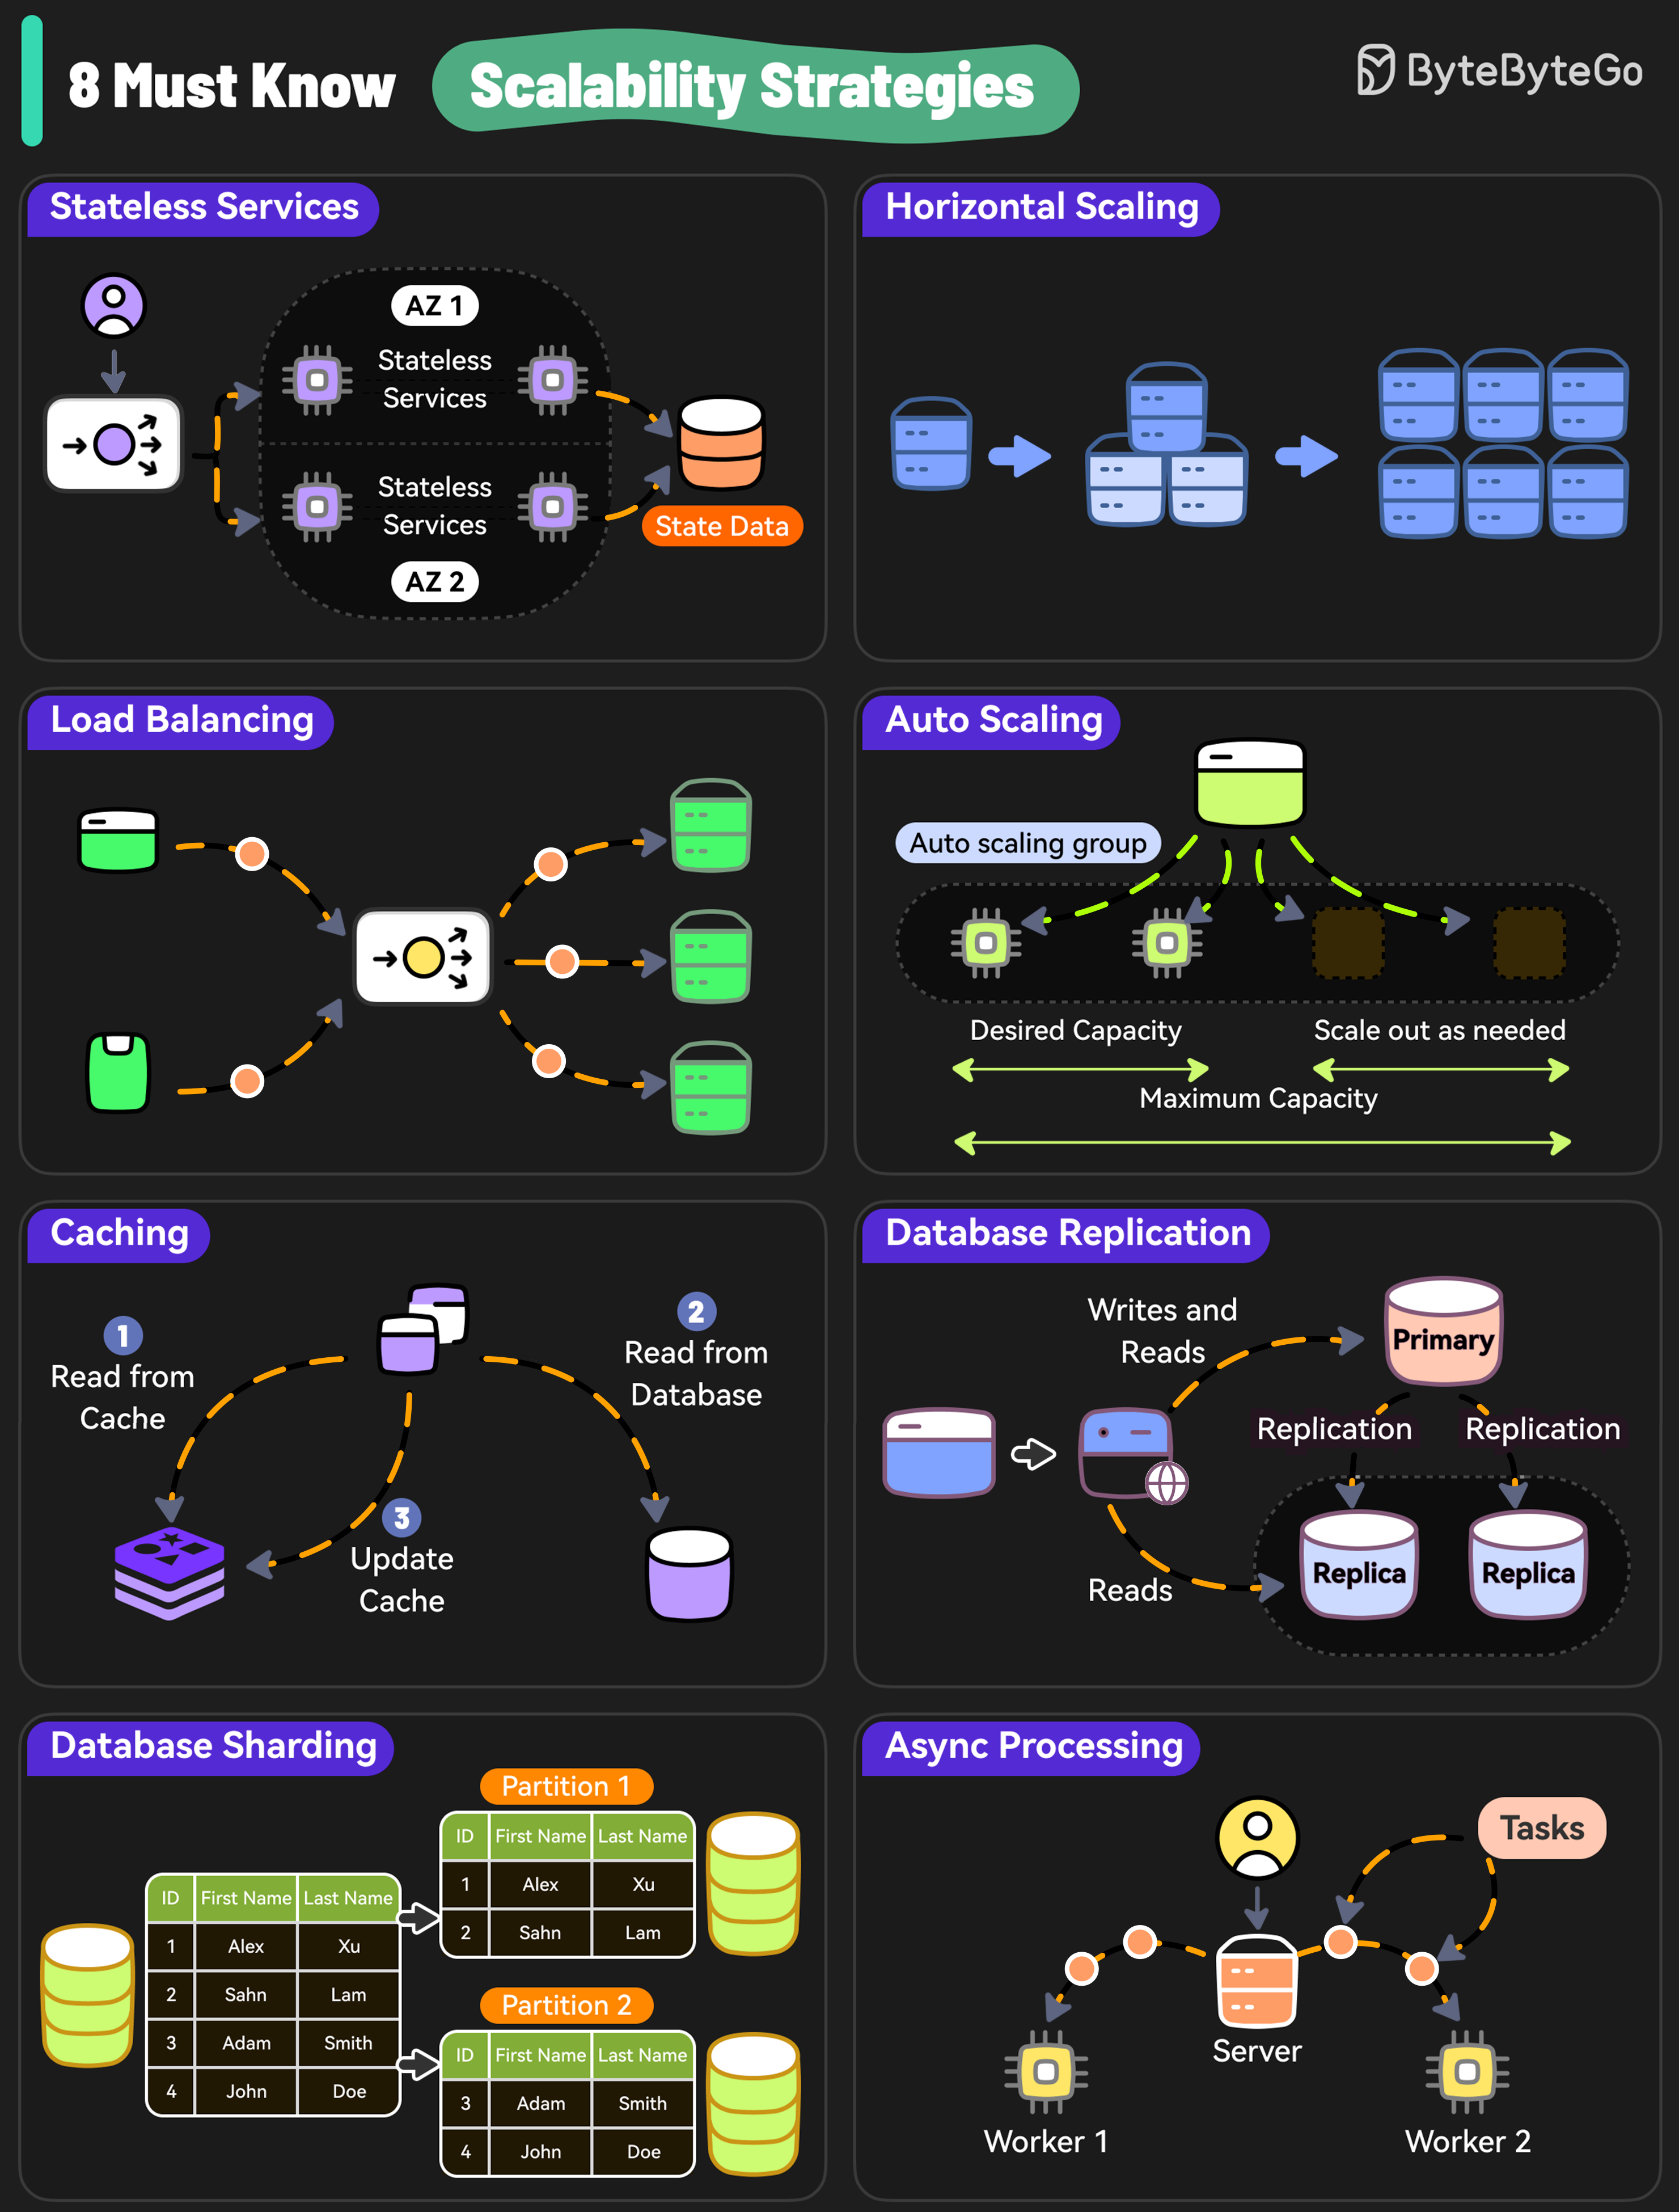 8 Must Know Scalability Strategies
ByteByteGo
Stateless Services
AZ 1
Stateless
Services
Stateless
Services
AZ 2
State Data
Horizontal Scaling
Load Balancing
Auto Scaling
Auto scaling group
Desired Capacity
Scale out as needed
Maximum Capacity
Caching
1
Read from
Cache
2
Read from
Database
3
Update
Cache
Database Replication
Writes and
Reads
Primary
Replication
Replication
Reads
Replica
Replica
Database Sharding
ID First Name Last Name
1 Alex Xu
2 Sahn Lam
3 Adam Smith
4 John Doe
Partition 1
ID First Name Last Name
1 Alex Xu
2 Sahn Lam
Partition 2
ID First Name Last Name
3 Adam Smith
4 John Doe
Async Processing
Tasks
Server
Worker 1
Worker 2